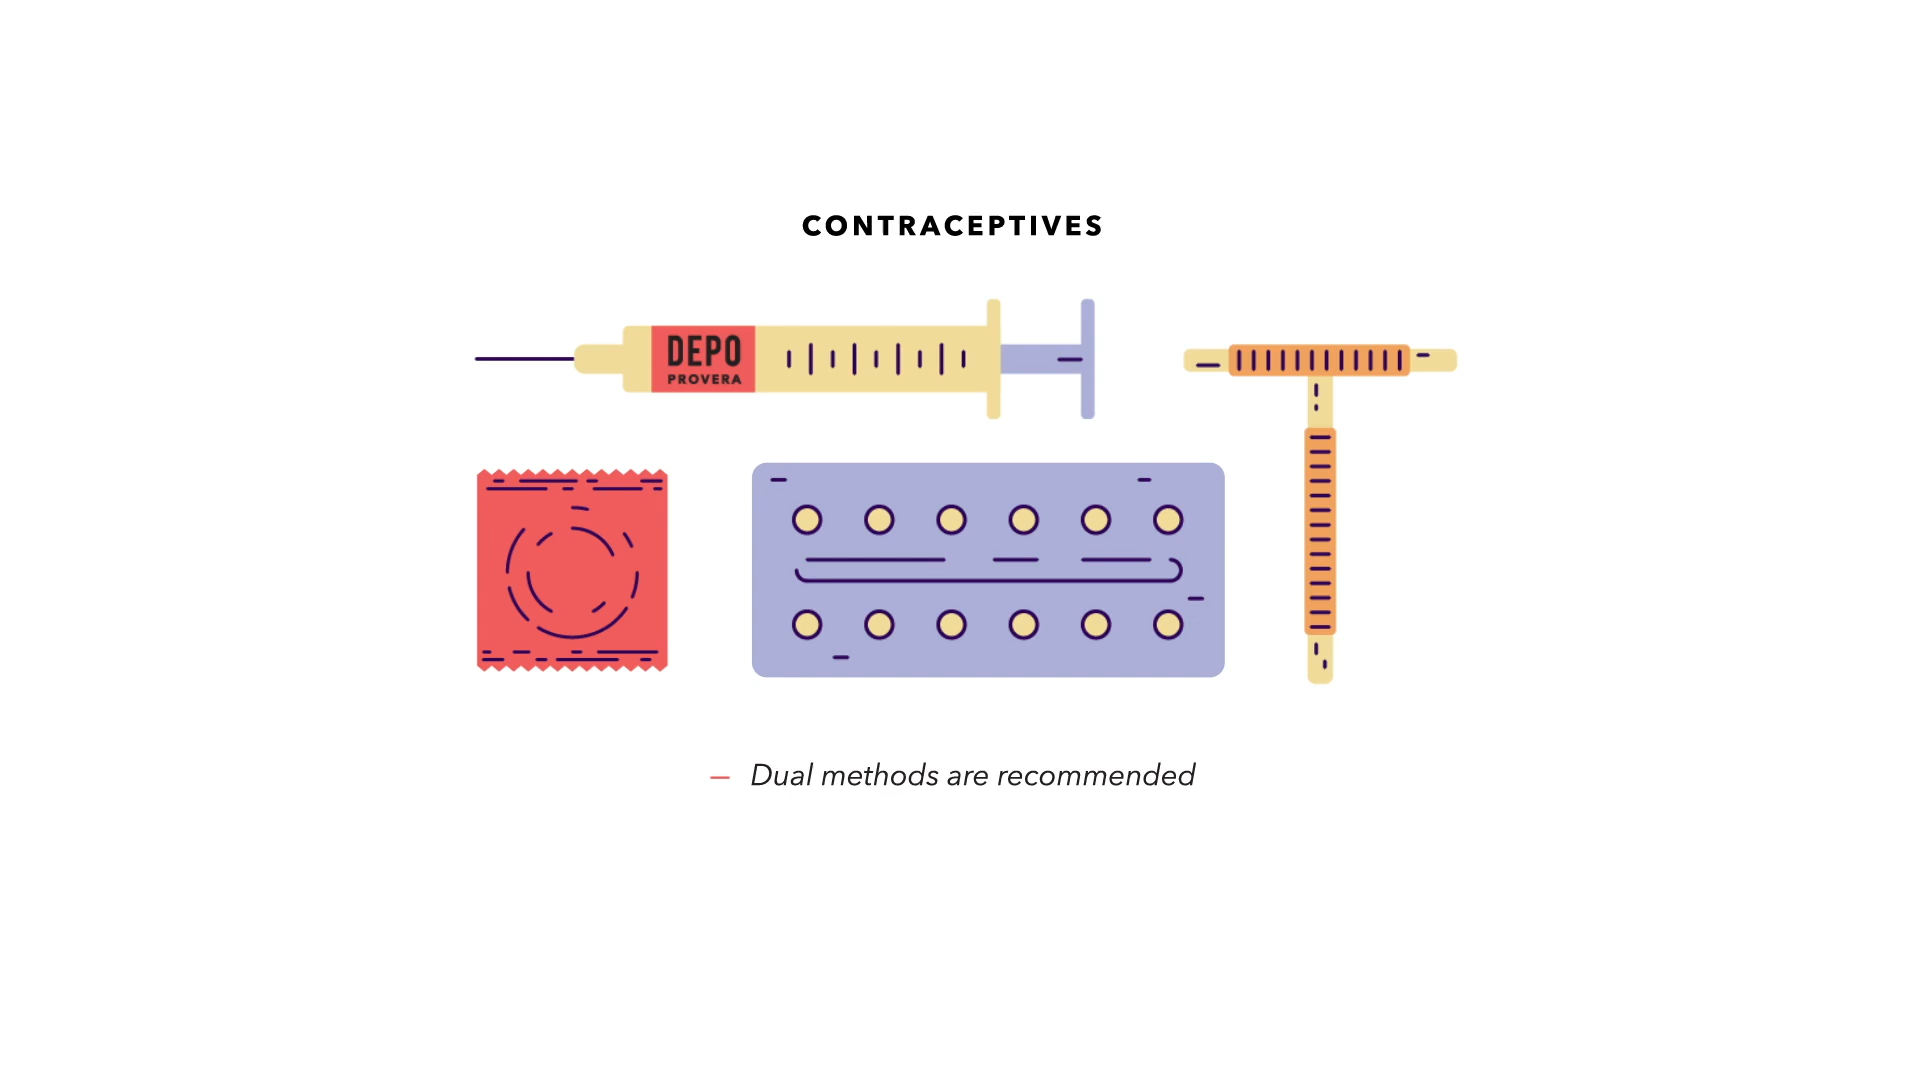 CONTRACEPTIVES
DEPO
PROVERA
— Dual methods are recommended